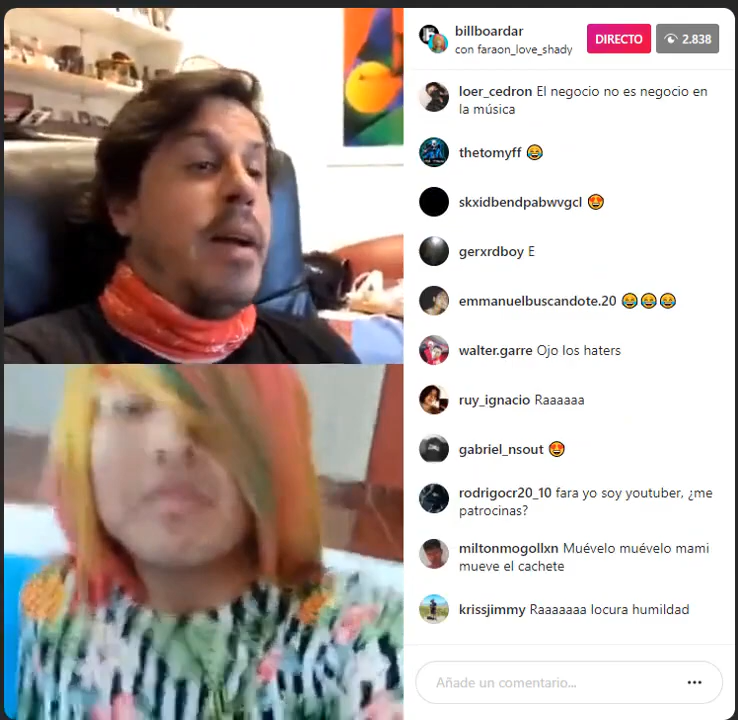 billboardar
con faraon_love_shady
DIRECTO
2.838
loer_cedron El negocio no es negocio en
la música
thetomyff 😂
skxidbendpabwvgcl 🤩
gerxrdboy E
emmanuelbuscandote.20 😂😂😂
walter.garre Ojo los haters
ruy_ignacio Raaaaaa
gabriel_nsout 🤩
rodrigocr20_10 fara yo soy youtuber, ¿me
patrocinas?
miltonmogollxn Muévelo muévelo mami
mueve el cachete
krissjimmy Raaaaaaa locura humildad
Añade un comentario...